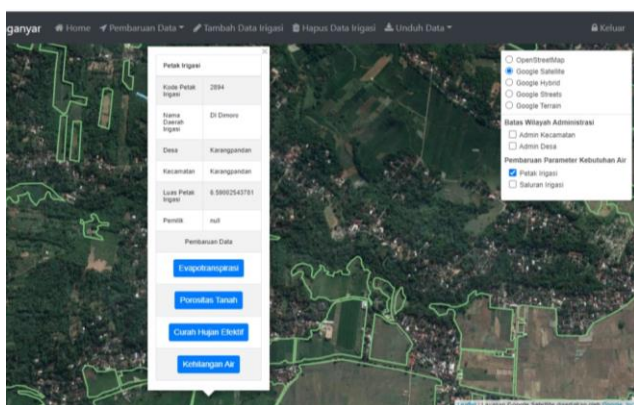 ganyar Home Pembaruan Data Tambah Data Irigasi Hapus Data Irigasi Unduh Data Keluar
Petak Irigasi
Kode Petak Irigasi 2894
Nama Daerah Irigasi DI Dimoro
Desa Karangpandan
Kecamatan Karangpandan
Luas Petak Irigasi
Pemilik null
Pembaruan Data
Evapotranspirasi
Porositas Tanah
Curah Hujan Efektif
Kehilangan Air
OpenStreetMap
Google Satellite
Google Hybrid
Google Streets
Google Terrain
Batas Wilayah Administrasi
Admin Kecamatan
Admin Desa
Pembaruan Parameter Kebutuhan Air
Petak Irigasi
Saluran Irigasi